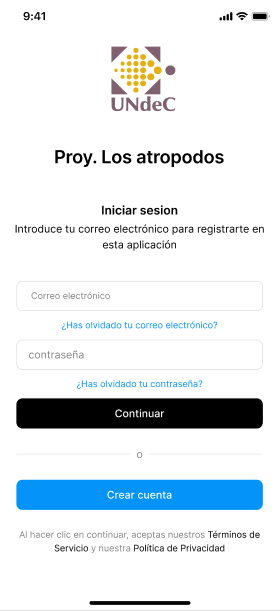 9:41
UNdeC
Proy. Los atropodos
Iniciar sesion
Introduce tu correo electrónico para registrarte en
esta aplicación
Correo electrónico
¿Has olvidado tu correo electrónico?
contraseña
¿Has olvidado tu contraseña?
Continuar
o
Crear cuenta
Al hacer clic en continuar, aceptas nuestros Términos de
Servicio y nuestra Política de Privacidad